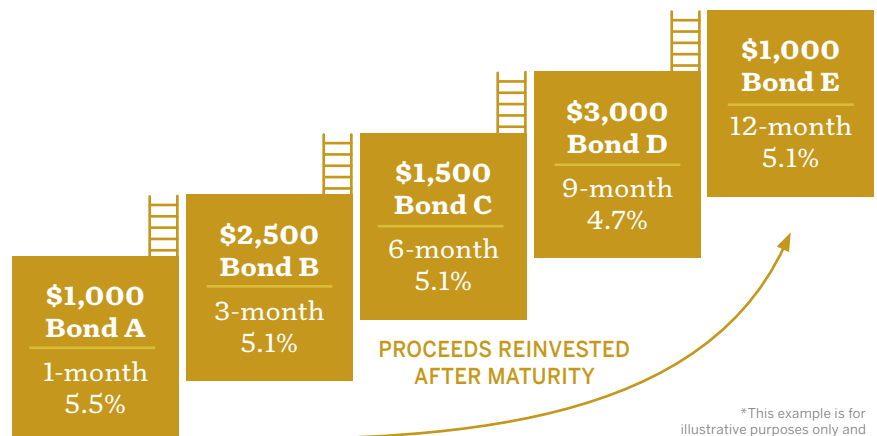 $1,000
Bond A
1-month
5.5%
$2,500
Bond B
3-month
5.1%
$1,500
Bond C
6-month
5.1%
$3,000
Bond D
9-month
4.7%
$1,000
Bond E
12-month
5.1%
PROCEEDS REINVESTED
AFTER MATURITY
*This example is for
illustrative purposes only and